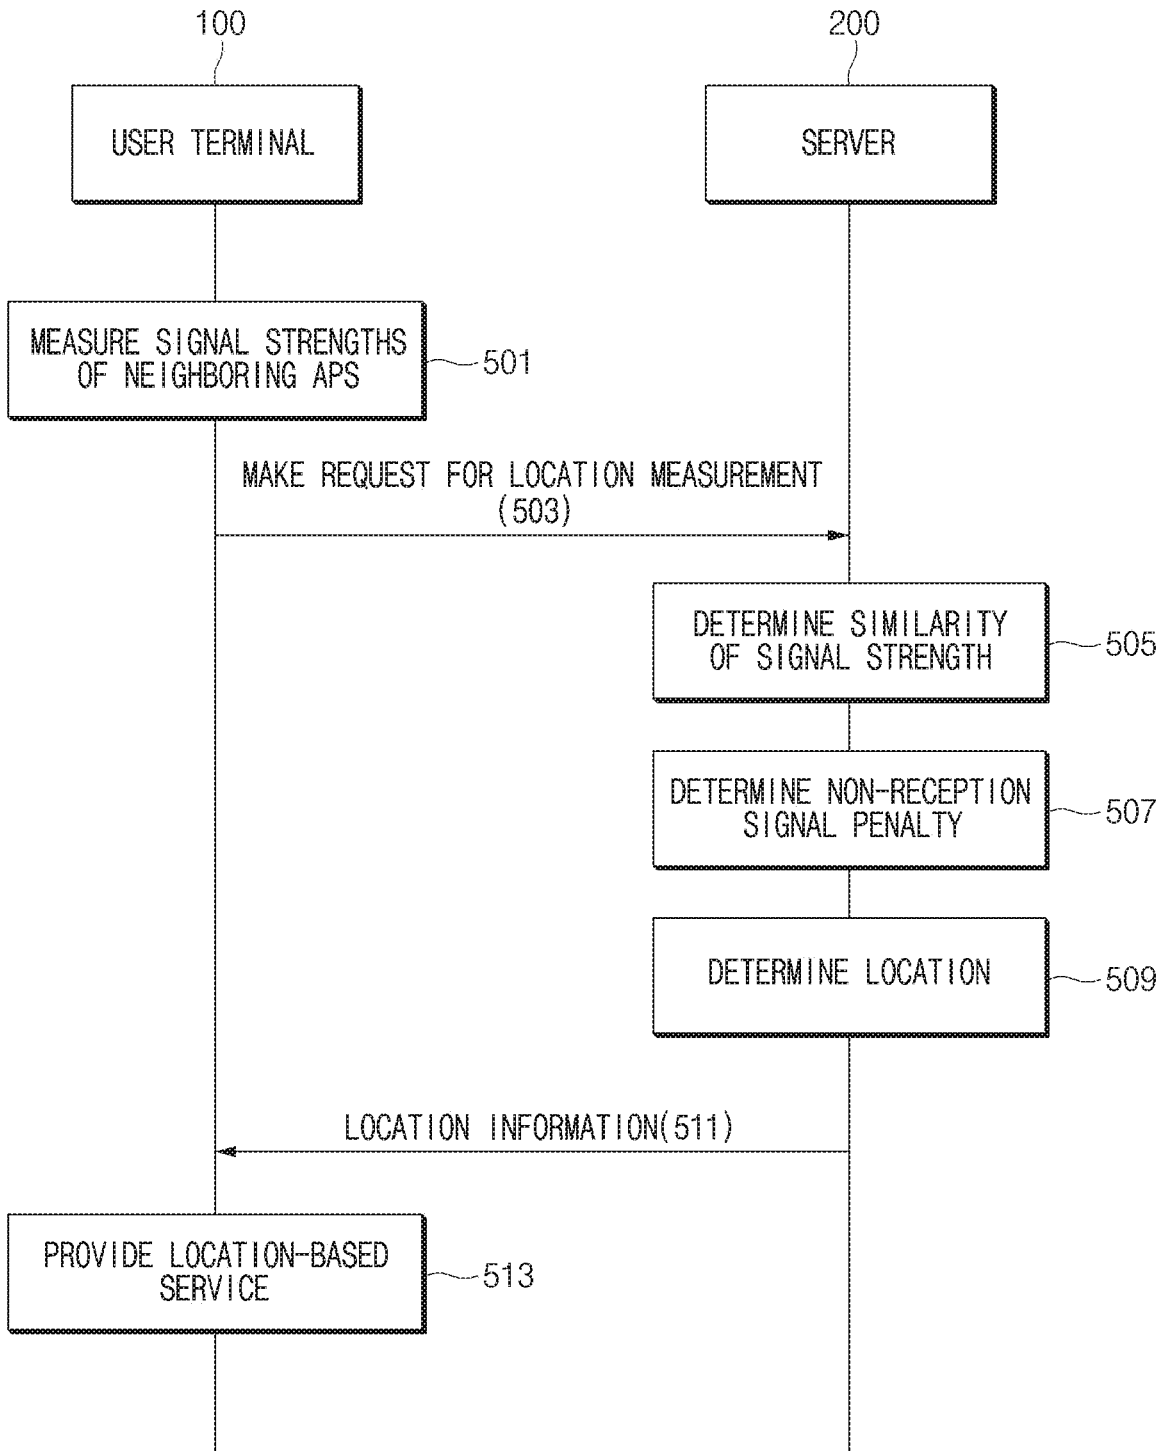 100
200
USER TERMINAL
SERVER
MEASURE SIGNAL STRENGTHS
OF NEIGHBORING APS
501
MAKE REQUEST FOR LOCATION MEASUREMENT
(503)
DETERMINE SIMILARITY
OF SIGNAL STRENGTH
505
DETERMINE NON-RECEPTION
SIGNAL PENALTY
507
DETERMINE LOCATION
509
LOCATION INFORMATION(511)
PROVIDE LOCATION-BASED
SERVICE
513